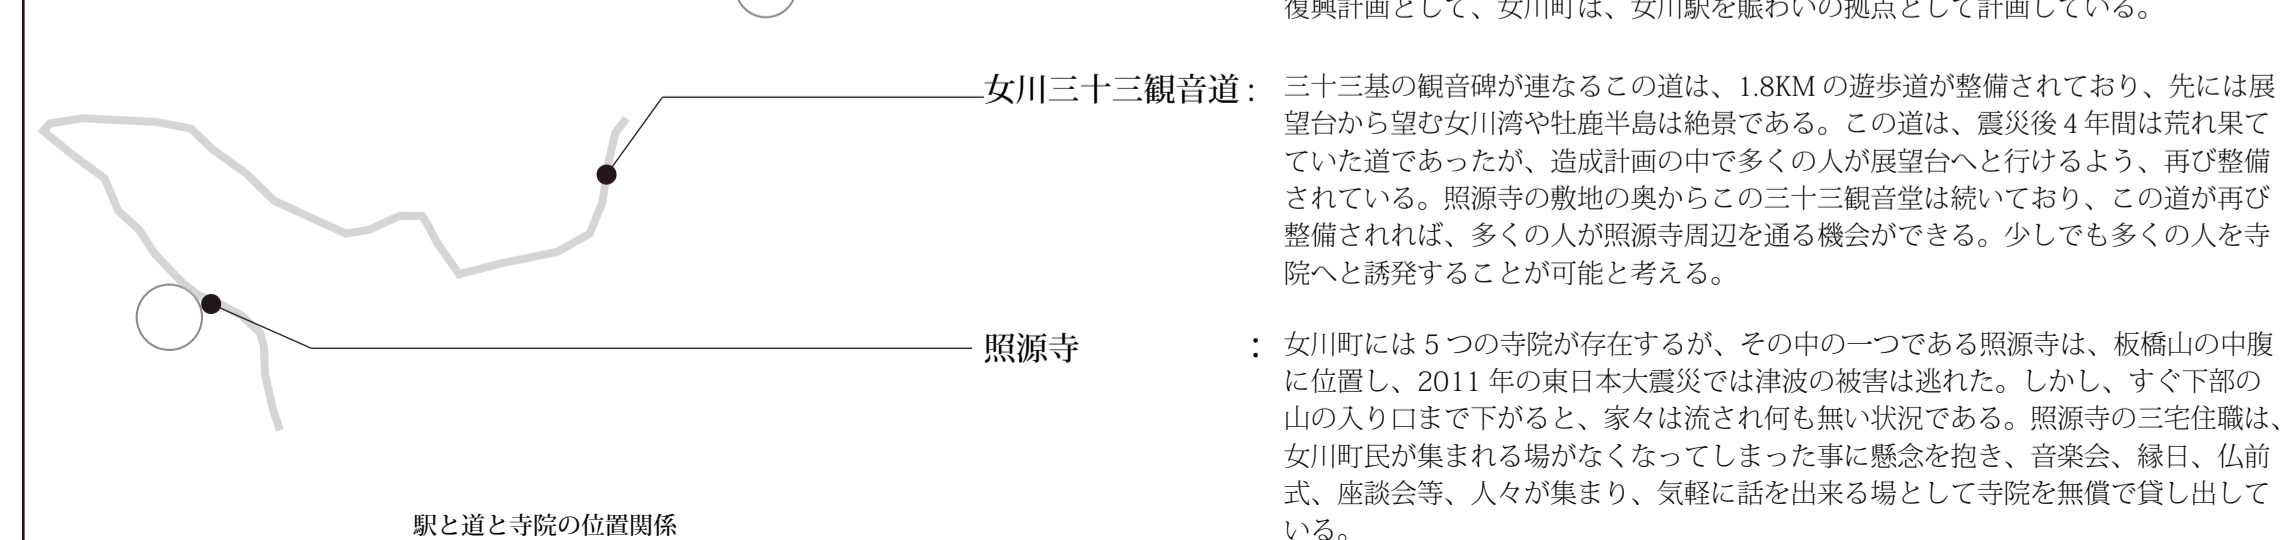 復興計画として、女川町は、女川駅を賑わいの拠点として計画している。
女川三十三観音道 :
三十三基の観音碑が連なるこの道は、1.8KM の遊歩道が整備されており、先には展
望台から望む女川湾や牡鹿半島は絶景である。この道は、震災後 4 年間は荒れ果て
ていた道であったが、造成計画の中で多くの人が展望台へと行けるよう、再び整備
されている。照源寺の敷地の奥からこの三十三観音堂は続いており、この道が再び
整備されれば、多くの人が照源寺周辺を通る機会ができる。少しでも多くの人を寺
院へと誘発することが可能と考える。
照源寺 :
女川町には 5 つの寺院が存在するが、その中の一つである照源寺は、板橋山の中腹
に位置し、2011 年の東日本大震災では津波の被害は逃れた。しかし、すぐ下部の
山の入り口まで下がると、家々は流され何も無い状況である。照源寺の三宅住職は、
女川町民が集まれる場がなくなってしまった事に懸念を抱き、音楽会、縁日、仏前
式、座談会等、人々が集まり、気軽に話を出来る場として寺院を無償で貸し出して
いる。
駅と道と寺院の位置関係